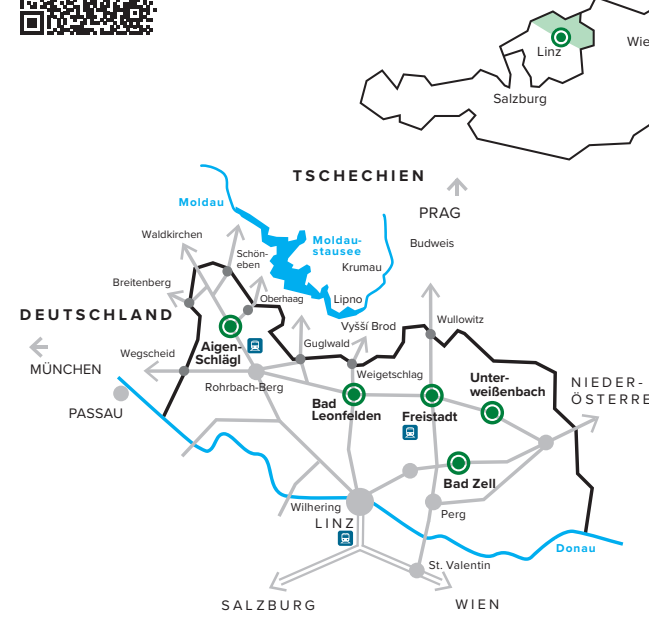 Linz
Wie
Salzburg
TSCHECHIEN
Moldau
PRAG
Waldkirchen
Moldau-
stausee
Budweis
Schön-
eben
Krumau
Breitenberg
Oberhaag
Lipno
DEUTSCHLAND
Vyšší Brod
Wullowitz
Aigen-
Schlägl
Guglwald
Wegscheid
MÜNCHEN
Weigetschlag
Rohrbach-Berg
Unter-
weißenbach
NIEDER-
ÖSTERRE
PASSAU
Bad
Leonfelden
Freistadt
Bad Zell
Wilhering
LINZ
Perg
Donau
St. Valentin
SALZBURG
WIEN